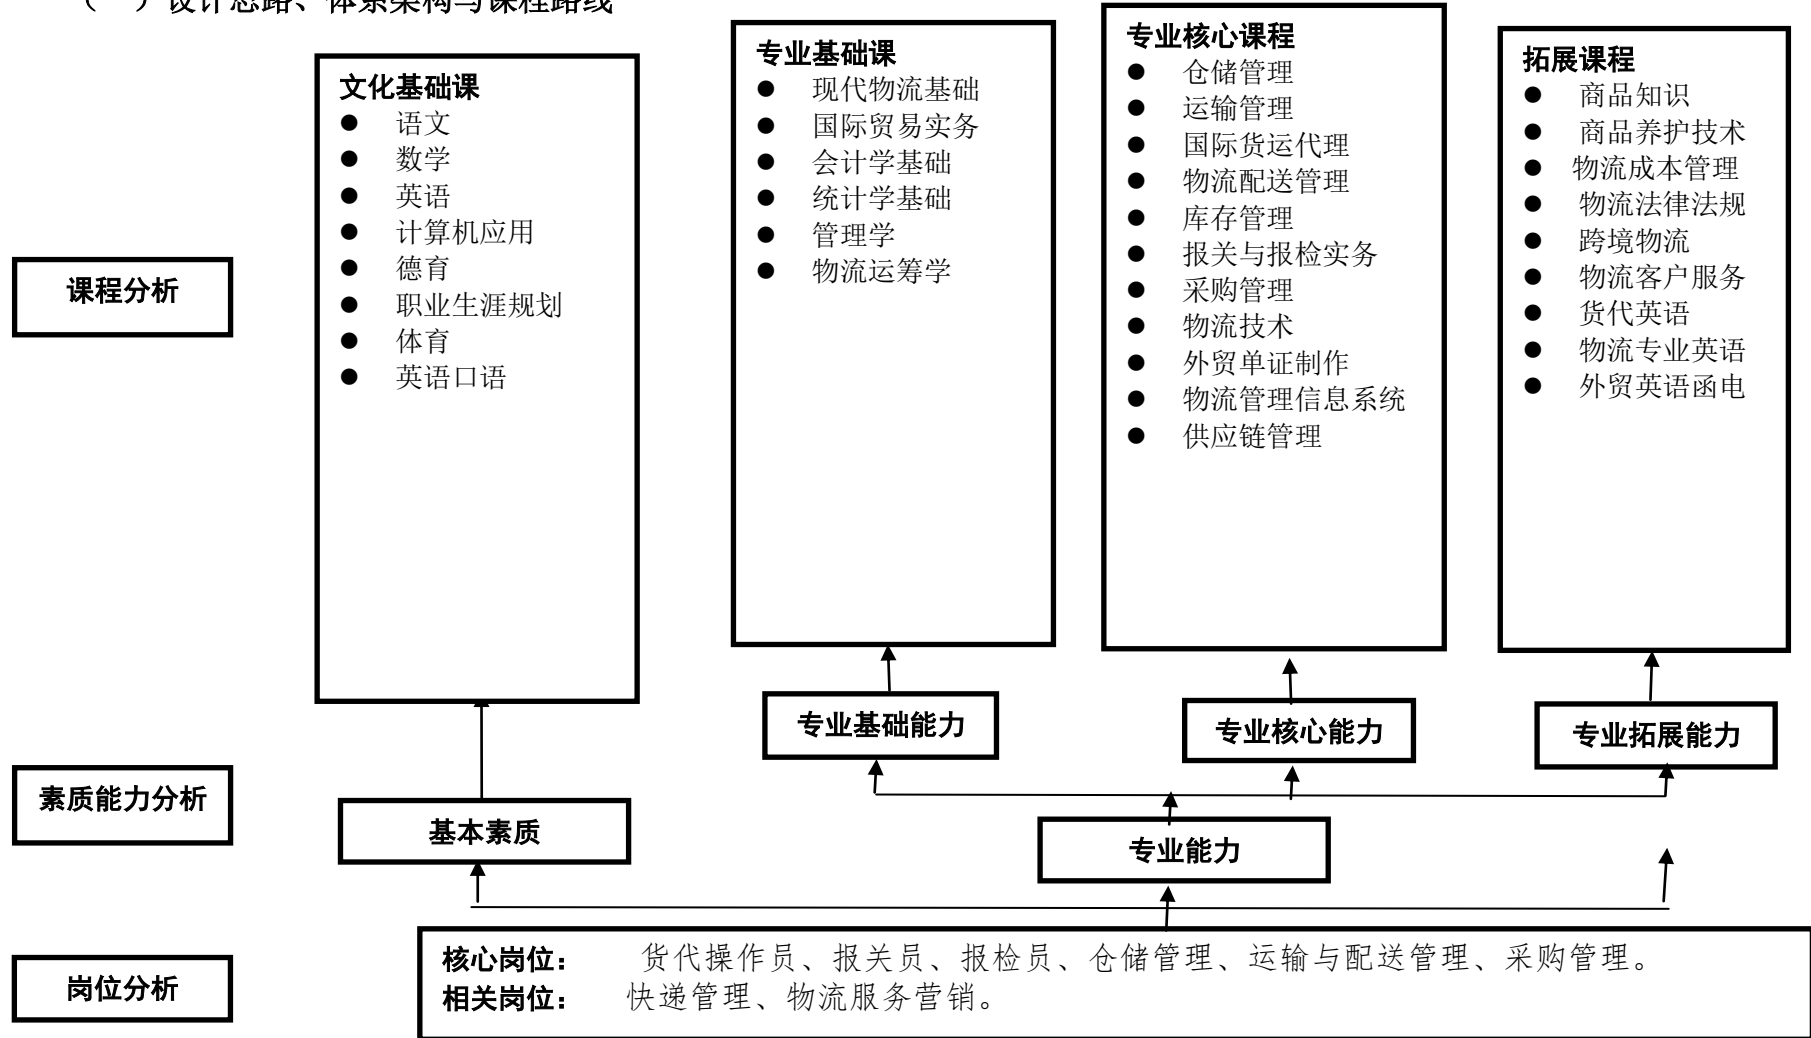 （ ）设计思路、体系架构与课程路线
文化基础课
● 语文
● 数学
● 英语
● 计算机应用
● 德育
● 职业生涯规划
● 体育
● 英语口语
专业基础课
● 现代物流基础
● 国际贸易实务
● 会计学基础
● 统计学基础
● 管理学
● 物流运筹学
专业核心课程
● 仓储管理
● 运输管理
● 国际货运代理
● 物流配送管理
● 库存管理
● 报关与报检实务
● 采购管理
● 物流技术
● 外贸单证制作
● 物流管理信息系统
● 供应链管理
拓展课程
● 商品知识
● 商品养护技术
● 物流成本管理
● 物流法律法规
● 跨境物流
● 物流客户服务
● 货代英语
● 物流专业英语
● 外贸英语函电
课程分析
专业基础能力
专业核心能力
专业拓展能力
素质能力分析
基本素质
专业能力
岗位分析
核心岗位： 货代操作员、报关员、报检员、仓储管理、运输与配送管理、采购管理。
相关岗位： 快递管理、物流服务营销。